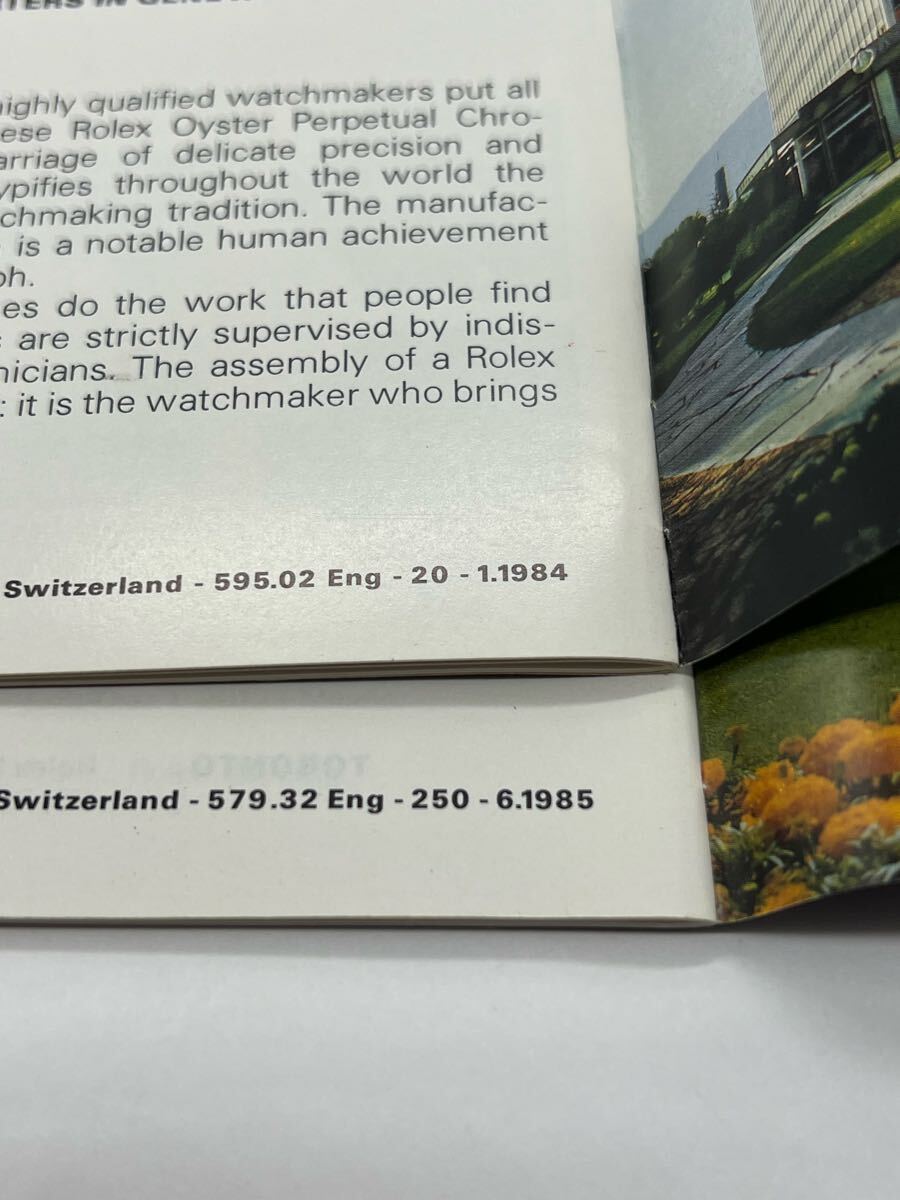 highly qualified watchmakers put all
ese Rolex Oyster Perpetual Chro-
arriage of delicate precision and
ypifies throughout the world the
chmaking tradition. The manufac-
is a notable human achievement
ph.
es do the work that people find
are strictly supervised by indis-
nicians. The assembly of a Rolex
: it is the watchmaker who brings
Switzerland - 595.02 Eng - 20 - 1.1984
TORONTO
Switzerland - 579.32 Eng - 250 - 6.1985